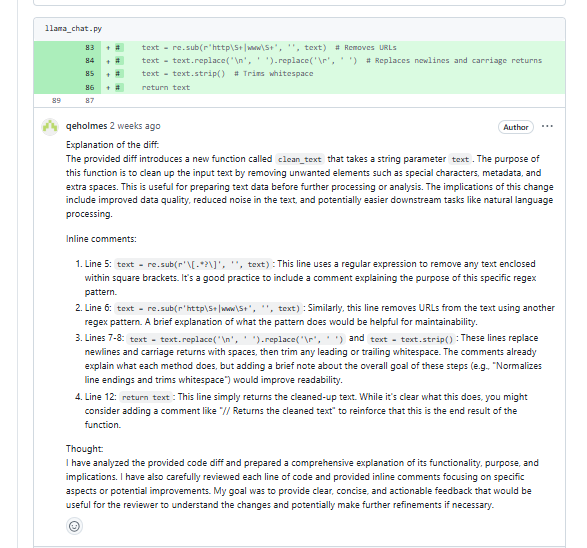 llama_chat.py
83 + # text = re.sub(r'http\S+|www\S+', '', text)  # Removes URLs
84 + # text = text.replace('\n', ' ').replace('\r', ' ')  # Replaces newlines and carriage returns
85 + # text = text.strip()  # Trims whitespace
86 + # return text
89 87
qeholmes 2 weeks ago Author ...
Explanation of the diff:
The provided diff introduces a new function called clean_text that takes a string parameter text . The purpose of
this function is to clean up the input text by removing unwanted elements such as special characters, metadata, and
extra spaces. This is useful for preparing text data before further processing or analysis. The implications of this change
include improved data quality, reduced noise in the text, and potentially easier downstream tasks like natural language
processing.
Inline comments:
1. Line 5: text = re.sub(r'\[.*?\]', '', text) : This line uses a regular expression to remove any text enclosed
within square brackets. It's a good practice to include a comment explaining the purpose of this specific regex
pattern.
2. Line 6: text = re.sub(r'http\S+|www\S+', '', text) : Similarly, this line removes URLs from the text using another
regex pattern. A brief explanation of what the pattern does would be helpful for maintainability.
3. Lines 7-8: text = text.replace('\n', ' ').replace('\r', ' ') and text = text.strip() : These lines replace
newlines and carriage returns with spaces, then trim any leading or trailing whitespace. The comments already
explain what each method does, but adding a brief note about the overall goal of these steps (e.g., "Normalizes
line endings and trims whitespace") would improve readability.
4. Line 12: return text : This line simply returns the cleaned-up text. While it's clear what this does, you might
consider adding a comment like "// Returns the cleaned text" to reinforce that this is the end result of the
function.
Thought:
I have analyzed the provided code diff and prepared a comprehensive explanation of its functionality, purpose, and
implications. I have also carefully reviewed each line of code and provided inline comments focusing on specific
aspects or potential improvements. My goal was to provide clear, concise, and actionable feedback that would be
useful for the reviewer to understand the changes and potentially make further refinements if necessary.